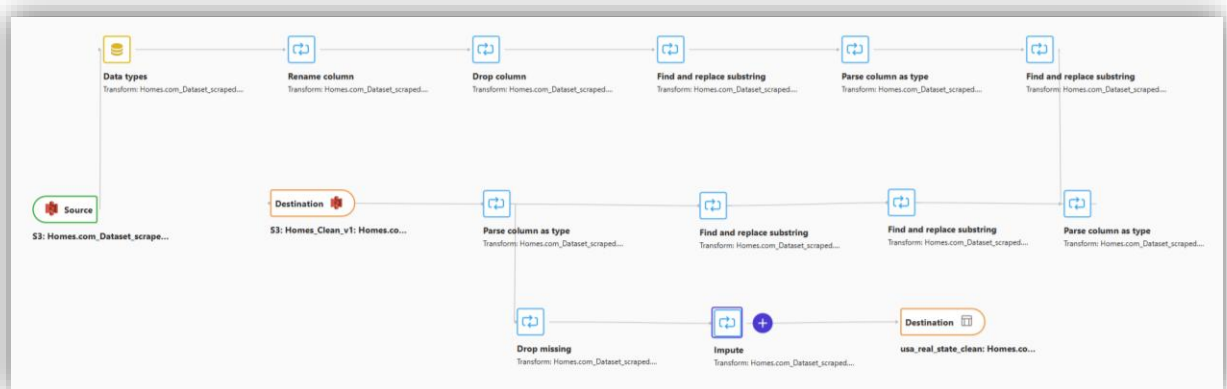 Data types
Transform: Homes.com_Dataset_scraped....
Rename column
Transform: Homes.com_Dataset_scraped....
Drop column
Transform: Homes.com_Dataset_scraped....
Find and replace substring
Transform: Homes.com_Dataset_scraped....
Parse column as type
Transform: Homes.com_Dataset_scraped....
Find and replace substring
Transform: Homes.com_Dataset_scraped....
Source
S3: Homes.com_Dataset_scrape...
Destination
S3: Homes_Clean_v1: Homes.co...
Parse column as type
Transform: Homes.com_Dataset_scraped....
Find and replace substring
Transform: Homes.com_Dataset_scraped....
Find and replace substring
Transform: Homes.com_Dataset_scraped....
Parse column as type
Transform: Homes.com_Dataset_scraped....
Drop missing
Transform: Homes.com_Dataset_scraped....
Impute
Transform: Homes.com_Dataset_scraped....
Destination
usa_real_state_clean: Homes.co...